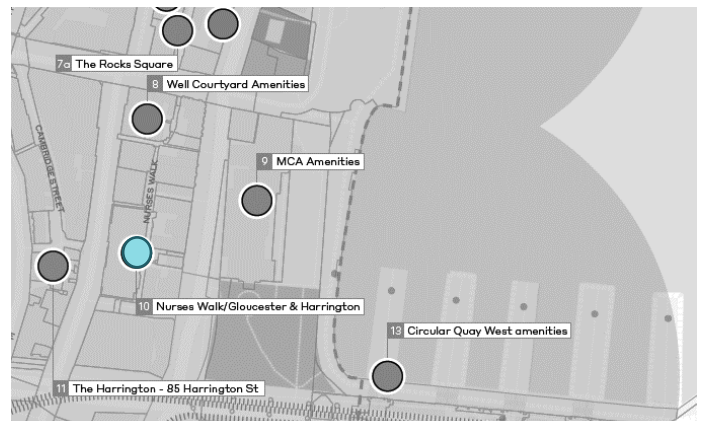 7a The Rocks Square
8 Well Courtyard Amenities
CAMBRIDGE STREET
9 MCA Amenities
NURSES WALK
10 Nurses Walk/Gloucester & Harrington
13 Circular Quay West amenities
11 The Harrington - 85 Harrington St